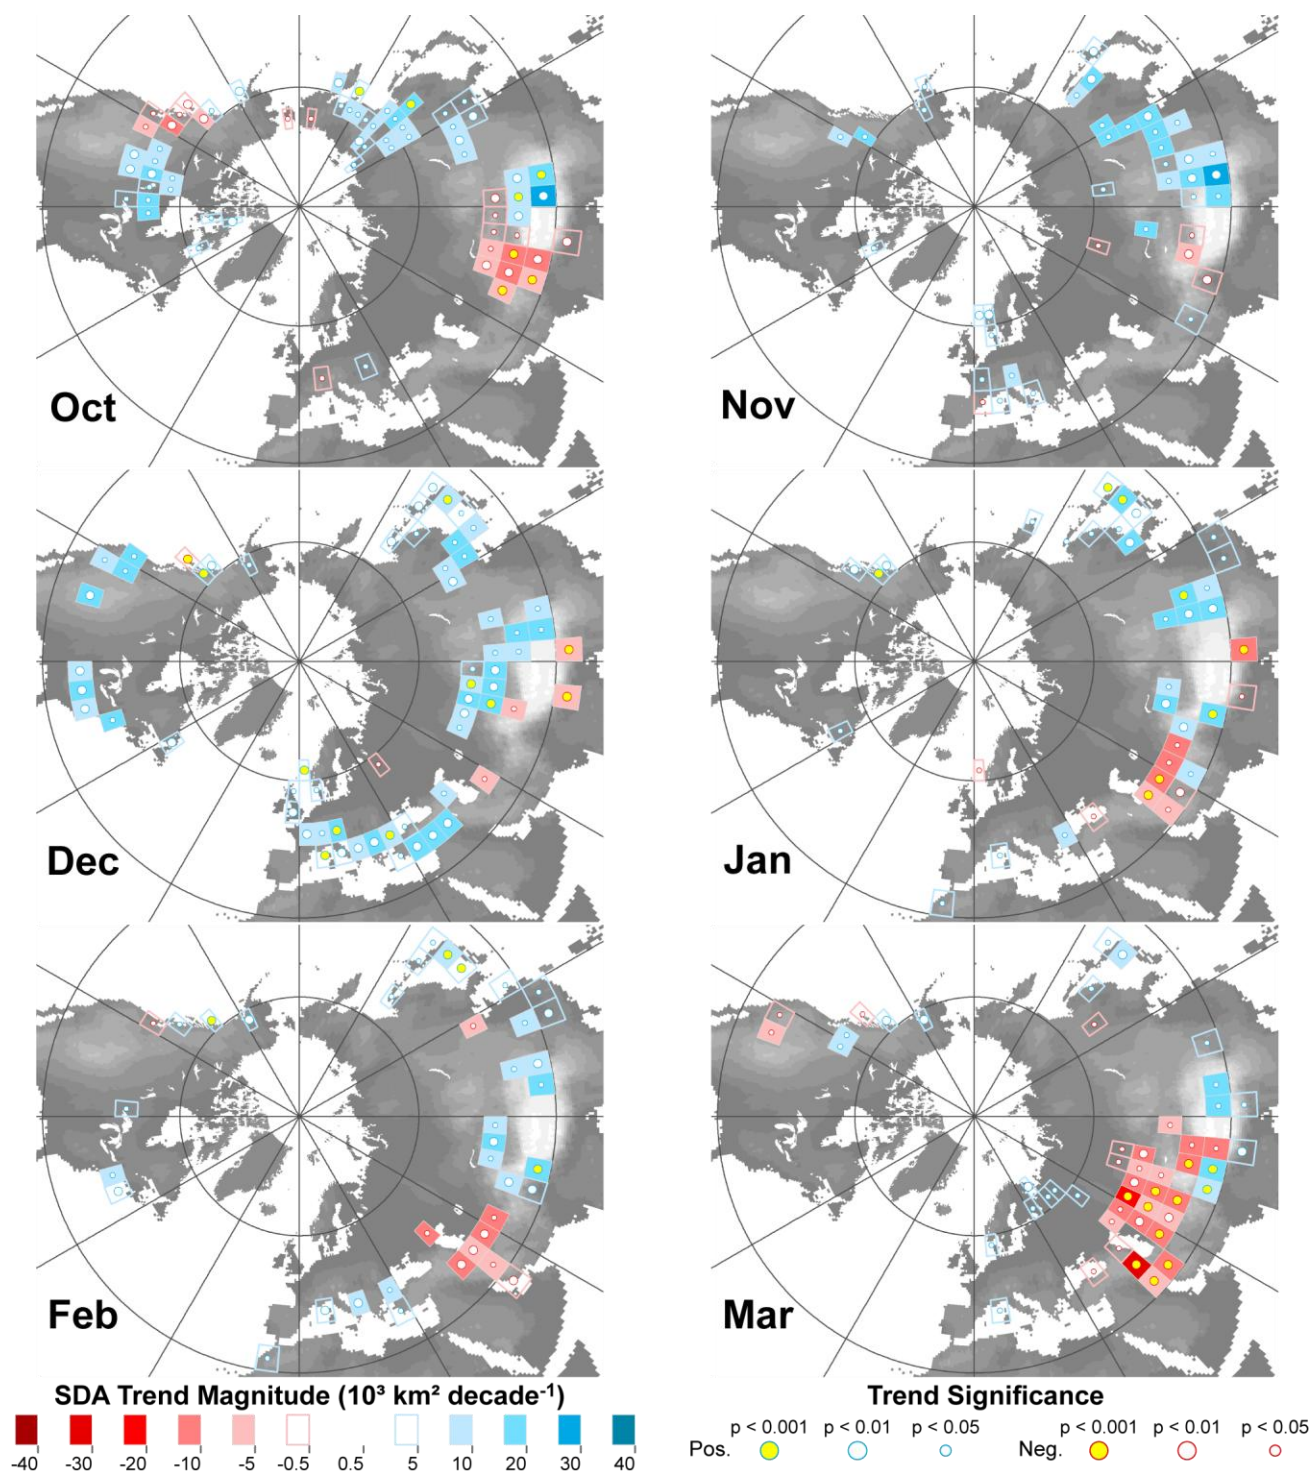 Oct
Nov
Dec
Jan
Feb
Mar
SDA Trend Magnitude (10³ km² decade⁻¹)
-40 -30 -20 -10 -5 -0.5 0.5 5 10 20 30 40
Trend Significance
p < 0.001 p < 0.01 p < 0.05 p < 0.001 p < 0.01 p < 0.05
Pos. Neg.